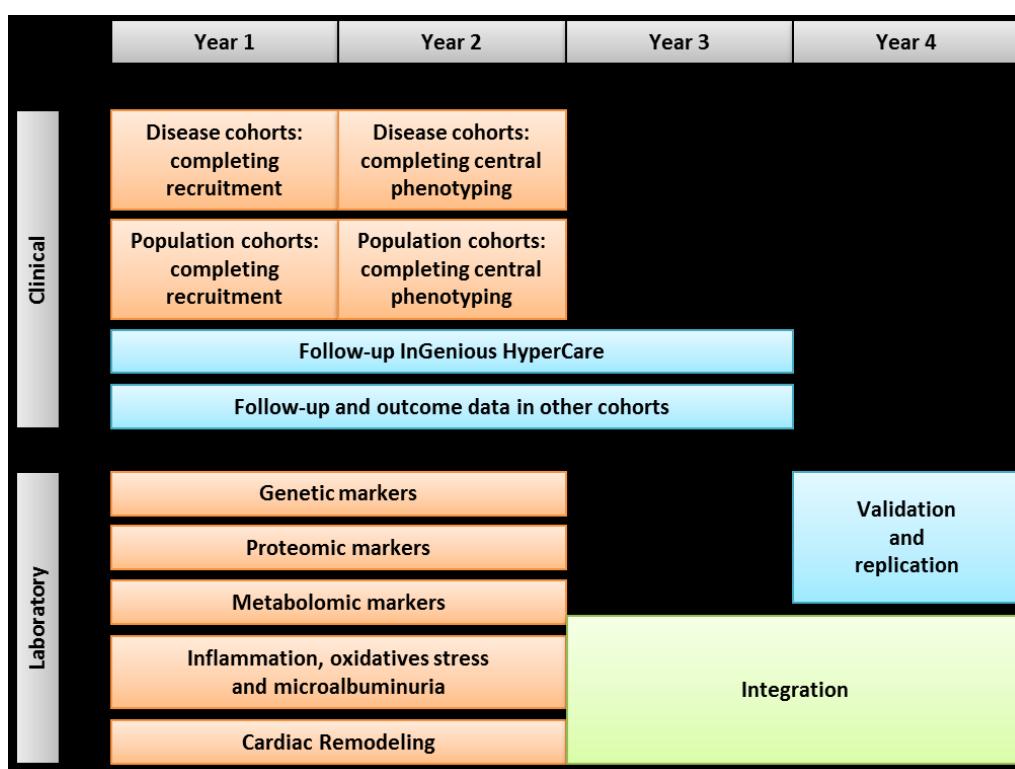 Year 1
Year 2
Year 3
Year 4
Clinical
Disease cohorts:
completing
recruitment
Disease cohorts:
completing central
phenotyping
Population cohorts:
completing
recruitment
Population cohorts:
completing central
phenotyping
Follow-up InGenious HyperCare
Follow-up and outcome data in other cohorts
Laboratory
Genetic markers
Proteomic markers
Metabolomic markers
Inflammation, oxidatives stress
and microalbuminuria
Cardiac Remodeling
Validation
and
replication
Integration